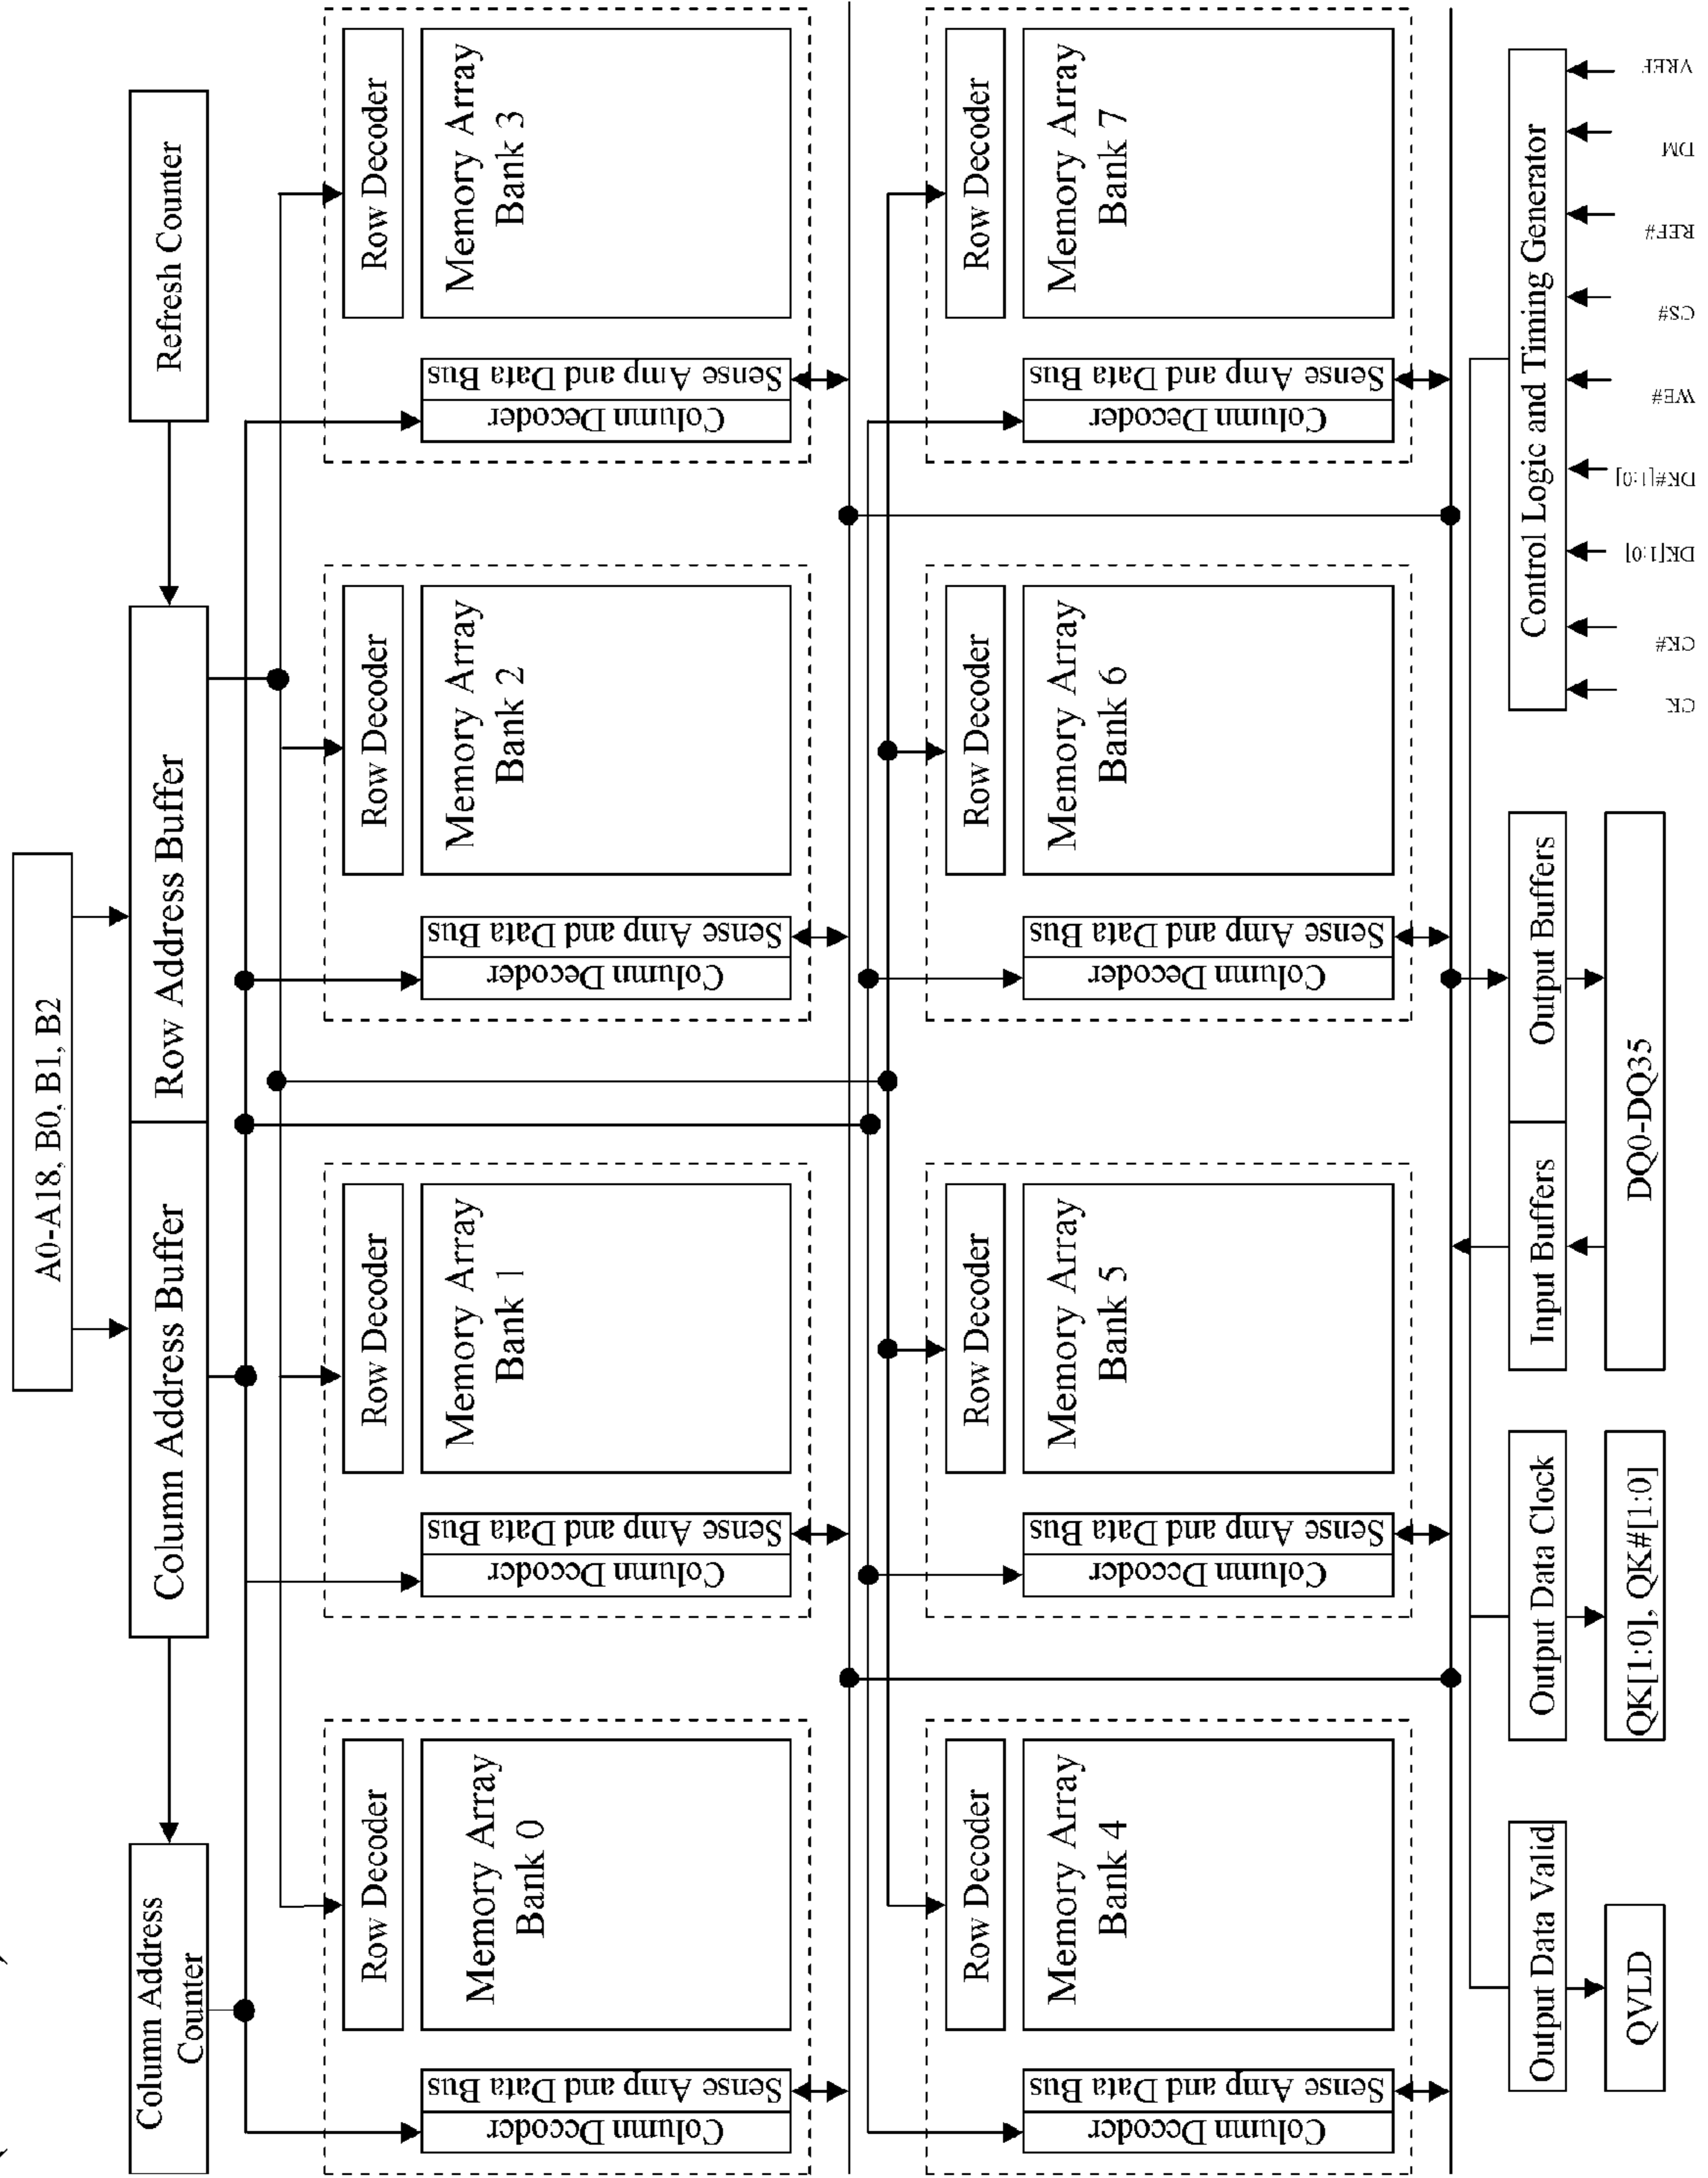 A0-A18, B0, B1, B2
Column Address
Counter
Column Address Buffer
Row Address Buffer
Refresh Counter
Row Decoder
Memory Array
Bank 0
Column Decoder
Sense Amp and Data Bus
Row Decoder
Memory Array
Bank 1
Column Decoder
Sense Amp and Data Bus
Row Decoder
Memory Array
Bank 2
Column Decoder
Sense Amp and Data Bus
Row Decoder
Memory Array
Bank 3
Column Decoder
Sense Amp and Data Bus
Row Decoder
Memory Array
Bank 4
Column Decoder
Sense Amp and Data Bus
Row Decoder
Memory Array
Bank 5
Column Decoder
Sense Amp and Data Bus
Row Decoder
Memory Array
Bank 6
Column Decoder
Sense Amp and Data Bus
Row Decoder
Memory Array
Bank 7
Column Decoder
Sense Amp and Data Bus
Output Data Valid
Output Data Clock
Input Buffers
Output Buffers
Control Logic and Timing Generator
QVLD
QK[1:0], QK#[1:0]
DQ0-DQ35
CK
CK#
DK[1:0]
DK#[1:0]
WE#
CS#
REF#
DM
VREF